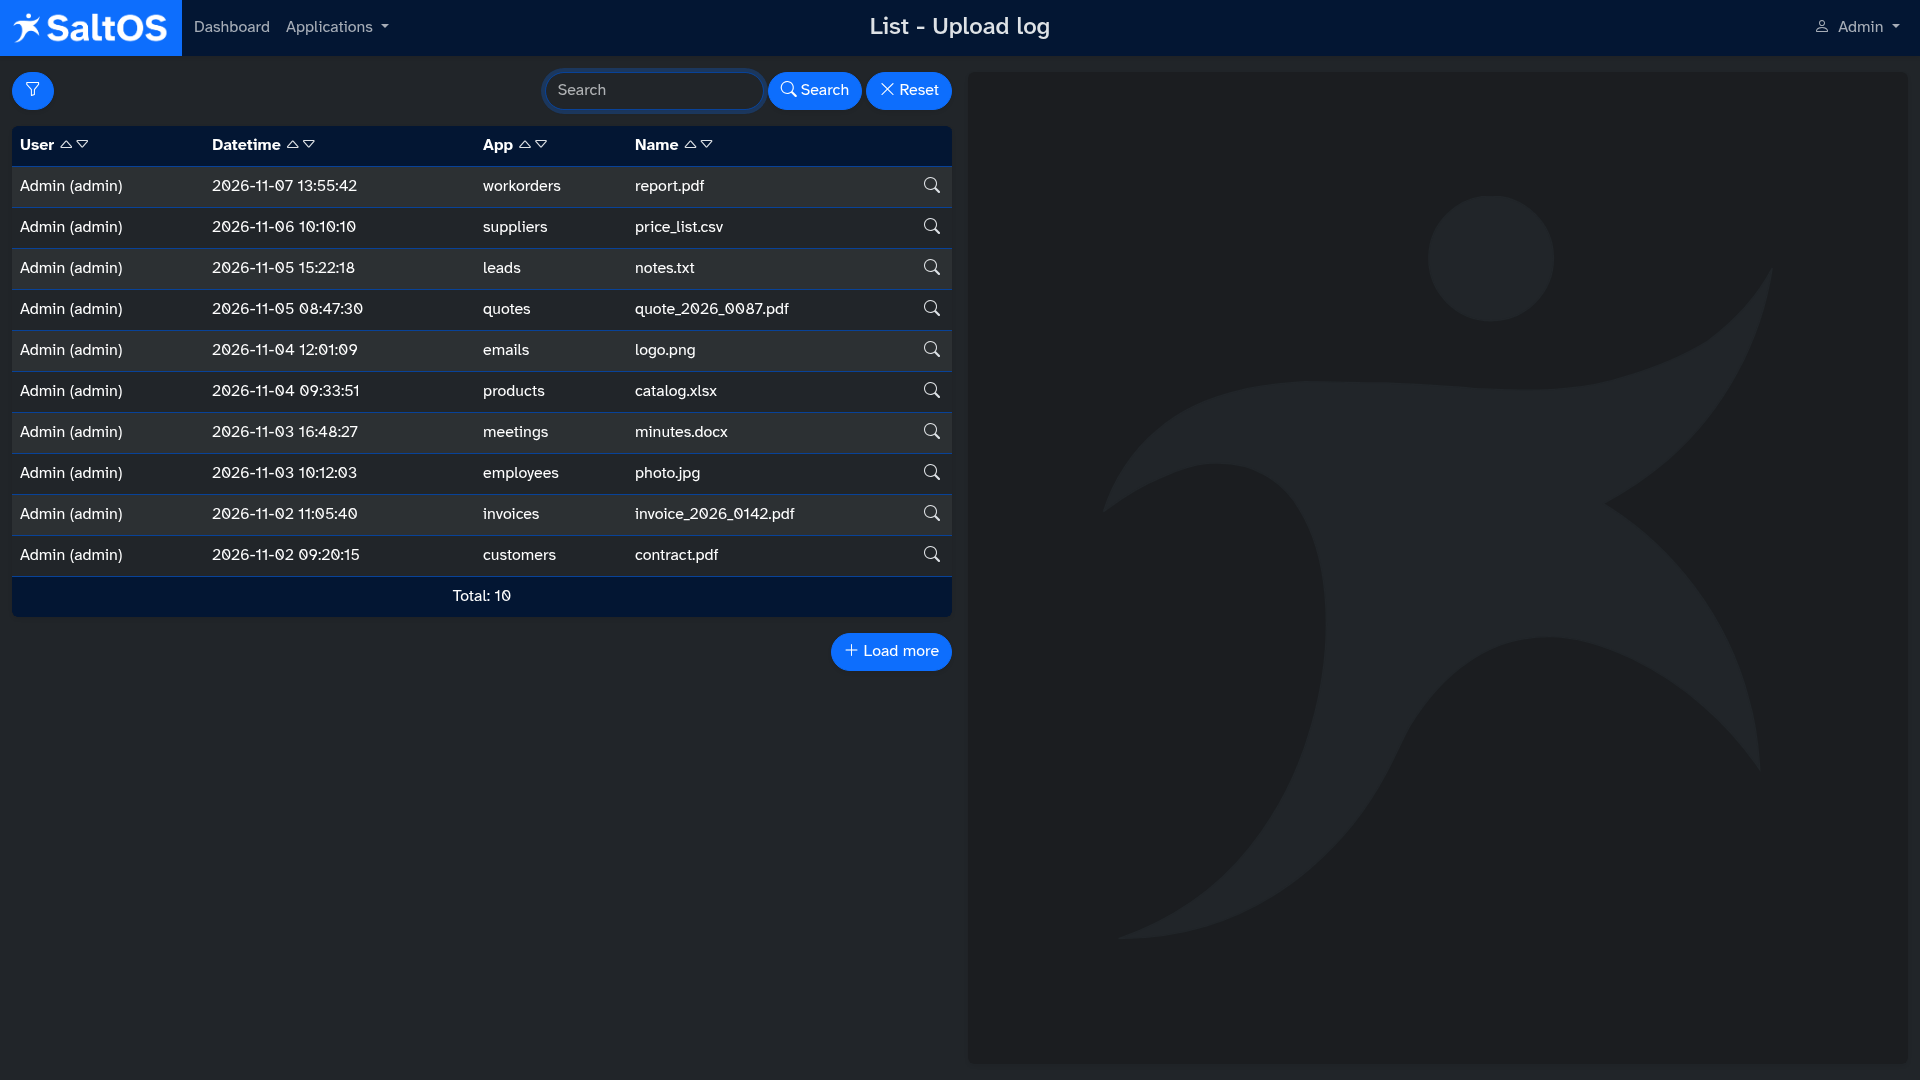 SaltOS Dashboard Applications List - Upload log Admin
Search Search Reset
User Datetime App Name
Admin (admin) 2026-11-07 13:55:42 workorders report.pdf
Admin (admin) 2026-11-06 10:10:10 suppliers price_list.csv
Admin (admin) 2026-11-05 15:22:18 leads notes.txt
Admin (admin) 2026-11-05 08:47:30 quotes quote_2026_0087.pdf
Admin (admin) 2026-11-04 12:01:09 emails logo.png
Admin (admin) 2026-11-04 09:33:51 products catalog.xlsx
Admin (admin) 2026-11-03 16:48:27 meetings minutes.docx
Admin (admin) 2026-11-03 10:12:03 employees photo.jpg
Admin (admin) 2026-11-02 11:05:40 invoices invoice_2026_0142.pdf
Admin (admin) 2026-11-02 09:20:15 customers contract.pdf
Total: 10
Load more